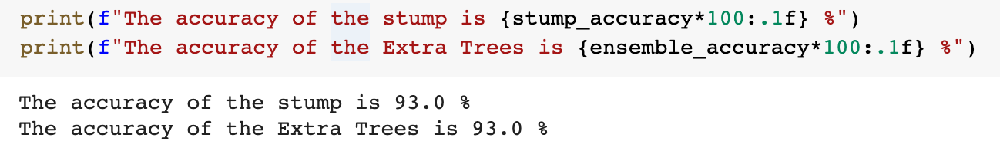 print(f"The accuracy of the stump is {stump_accuracy*100:.1f} %")
print(f"The accuracy of the Extra Trees is {ensemble_accuracy*100:.1f} %")
The accuracy of the stump is 93.0 %
The accuracy of the Extra Trees is 93.0 %